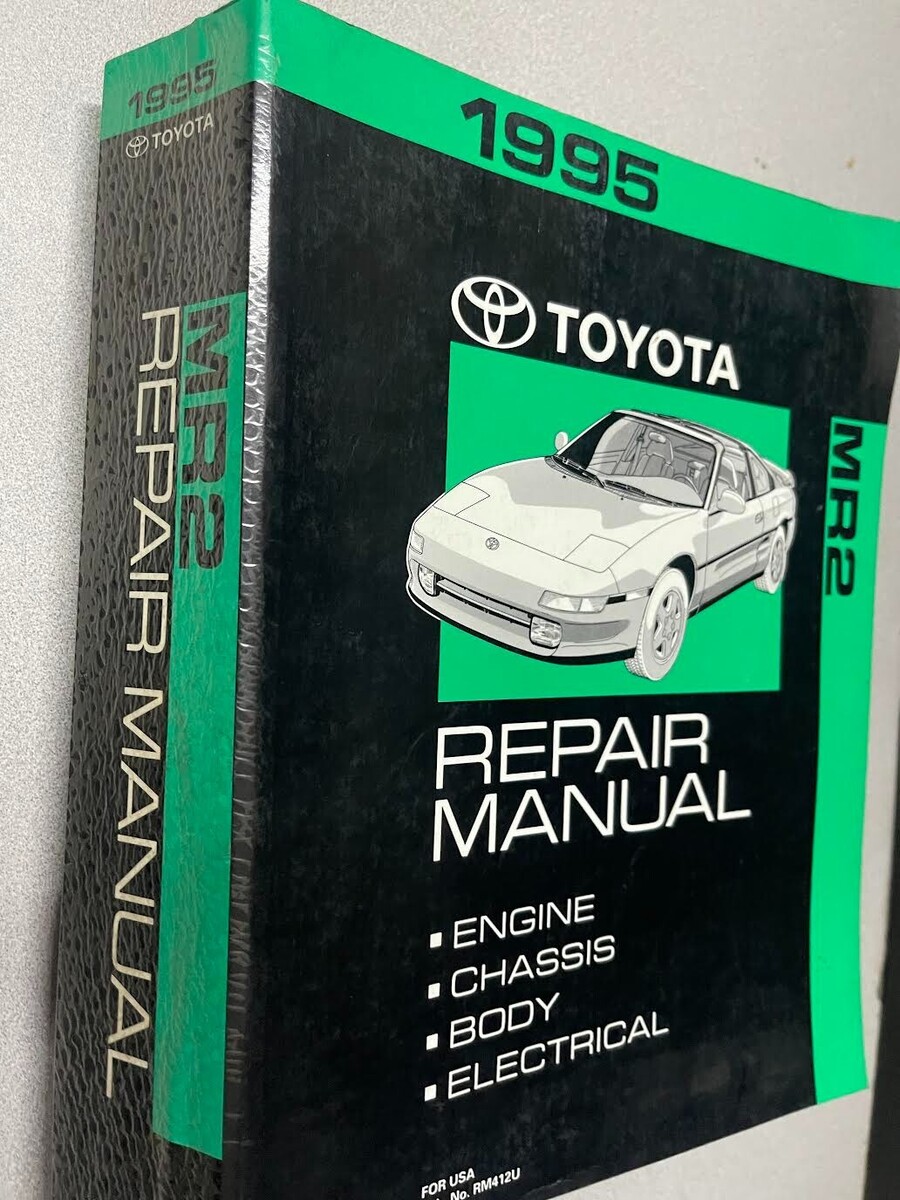 1995
TOYOTA
MR2
REPAIR MANUAL
1995
TOYOTA
MR2
REPAIR
MANUAL
▪ ENGINE
▪ CHASSIS
▪ BODY
▪ ELECTRICAL
FOR USA
No. RM412U